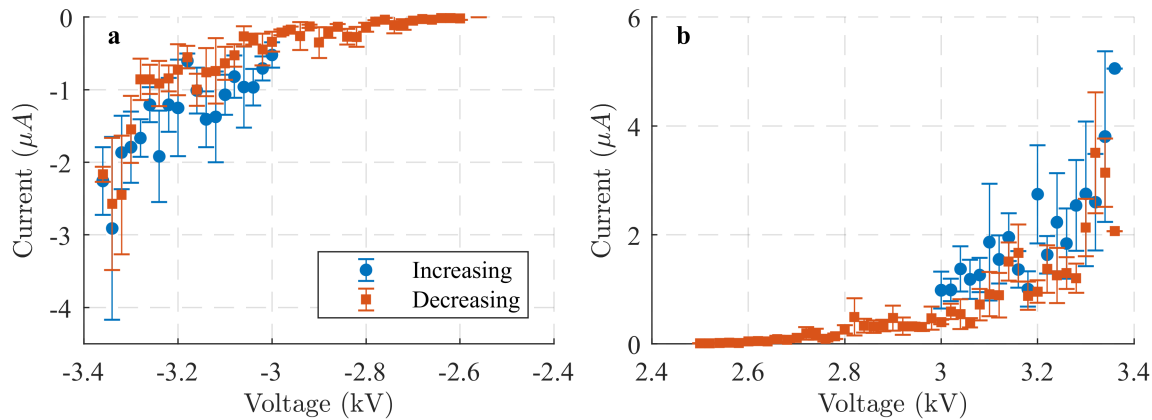 a
0
-1
-2
-3
-4
Current (μA)
-3.4 -3.2 -3 -2.8 -2.6 -2.4
Voltage (kV)
Increasing
Decreasing
b
6
4
2
0
Current (μA)
2.4 2.6 2.8 3 3.2 3.4
Voltage (kV)